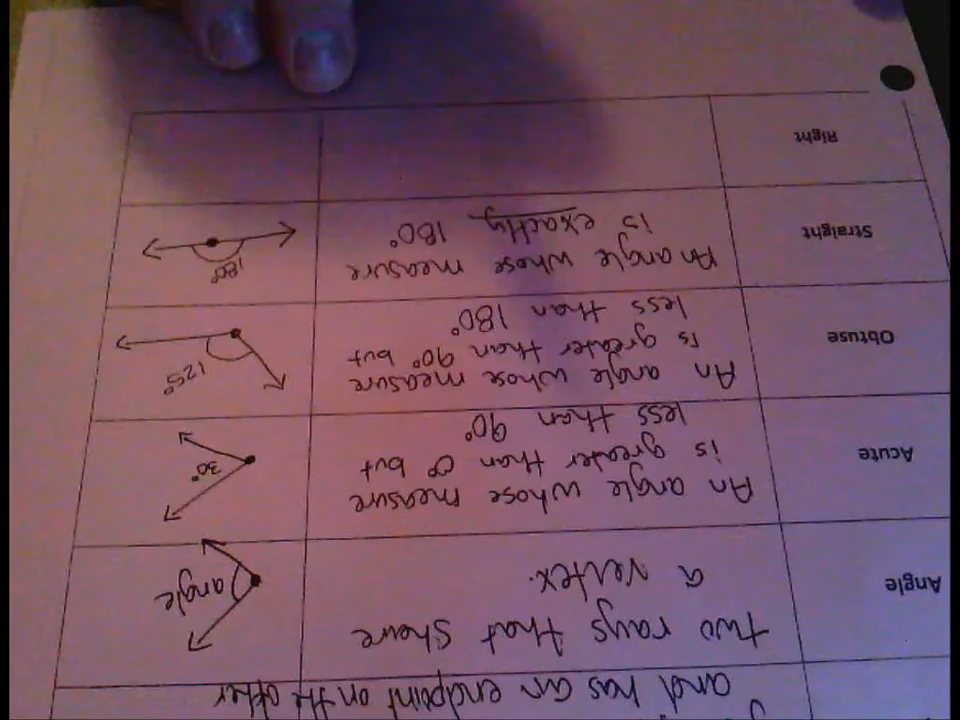 and has an endpoint on the other
Angle
two rays that share
a vertex.
angle
Acute
An angle whose measure
is greater than 0° but
less than 90°
30°
Obtuse
An angle whose measure
is greater than 90° but
less than 180°
125°
Straight
An angle whose measure
is exactly 180°
180°
Right